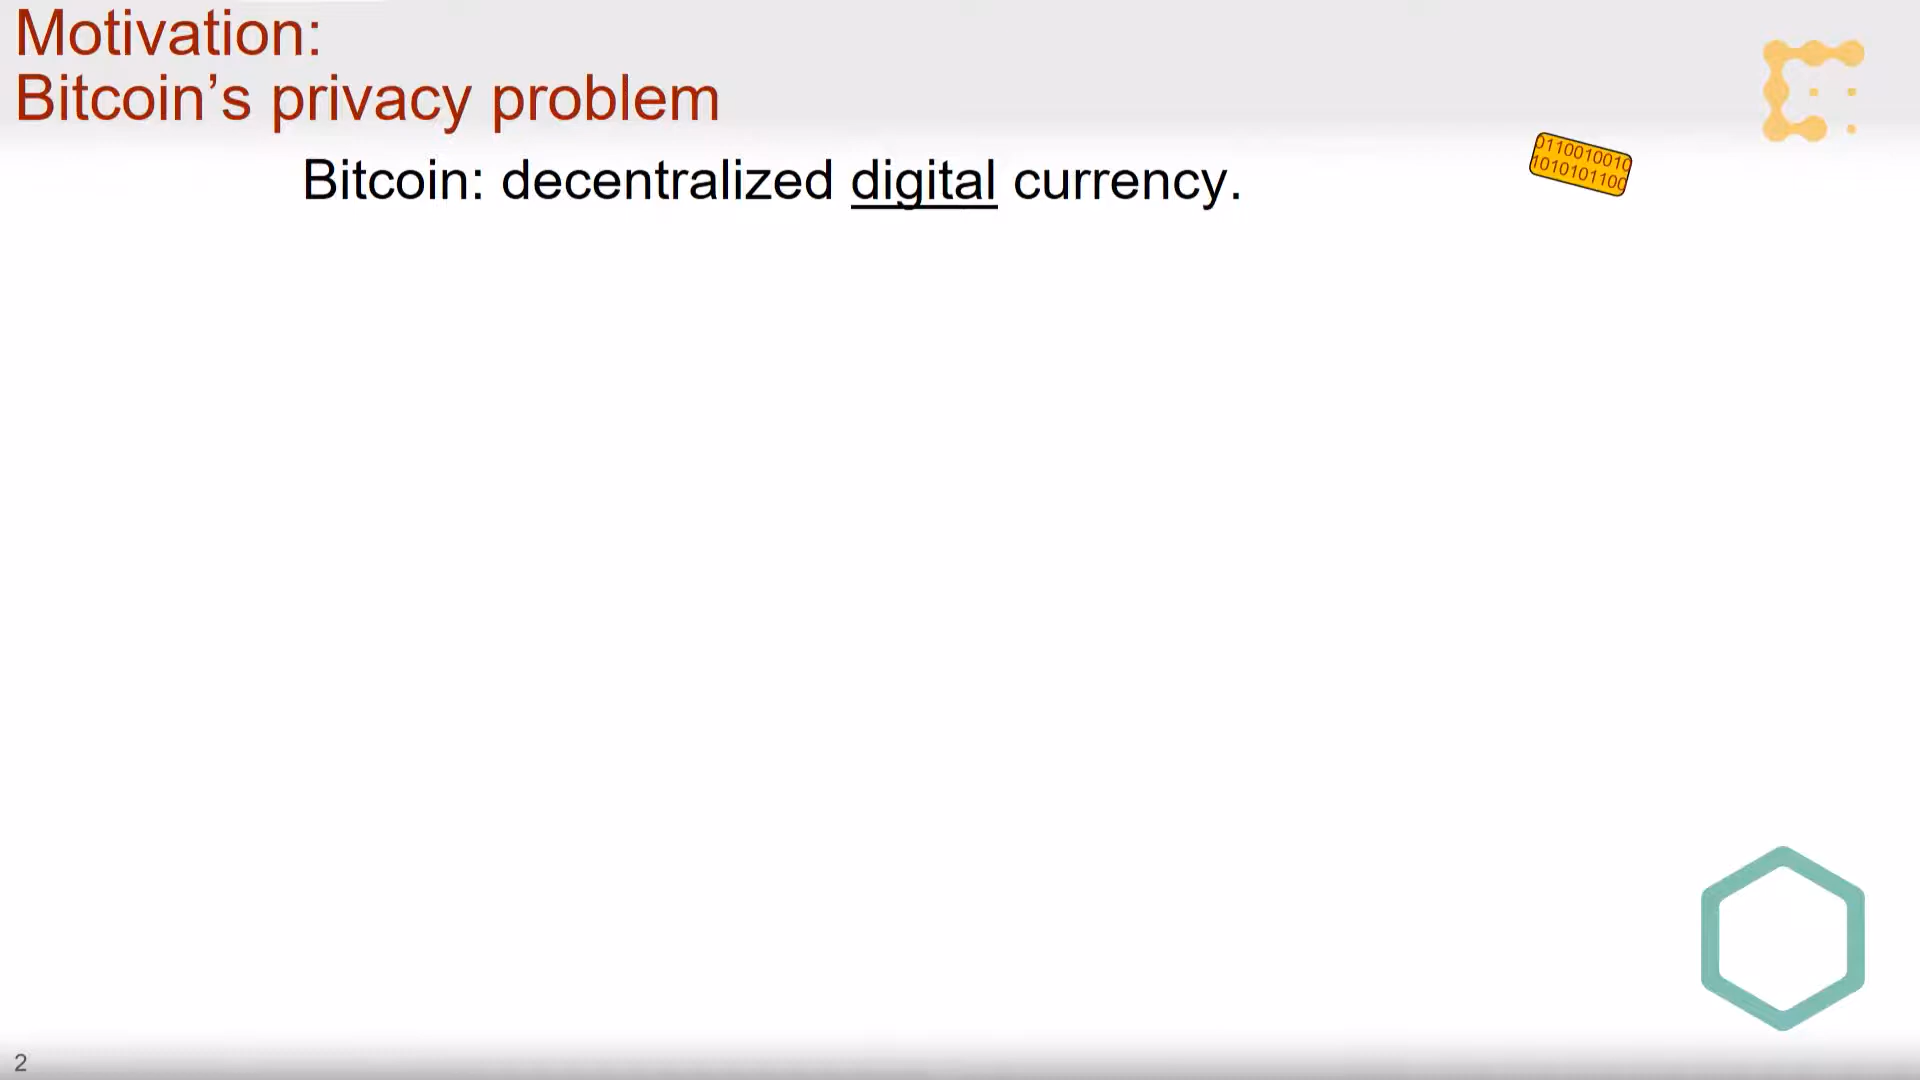 Motivation:
Bitcoin’s privacy problem
Bitcoin: decentralized digital currency.
0110010010
1010101100
2